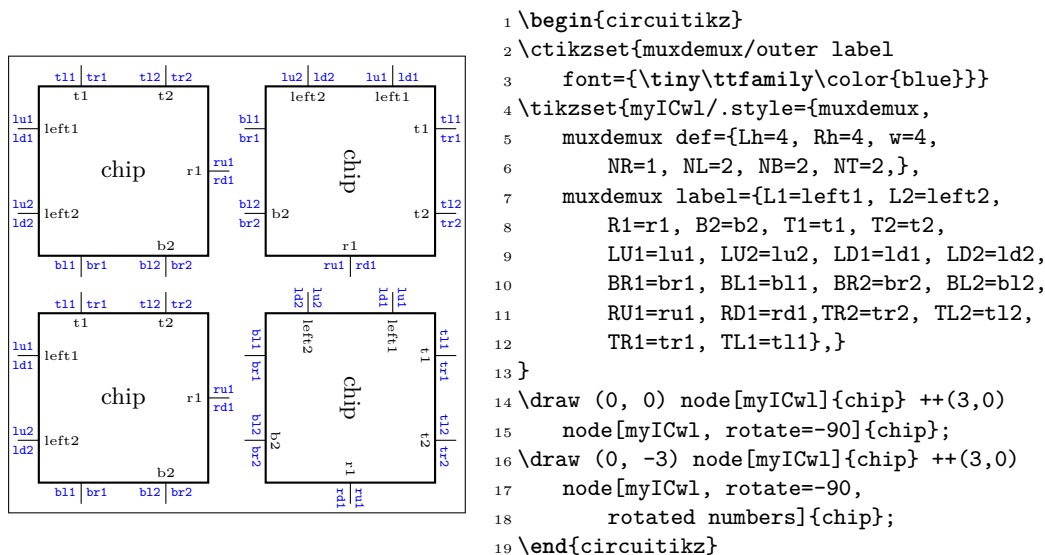 tl1 tr1 tl2 tr2 lu2 ld2 lu1 ld1
t1 t2 left2 left1
lu1 left1 bl1 t1 tl1
ld1 br1 tr1
chip r1 ru1 chip
rd1
lu2 left2 bl2 b2 t2 tl2
ld2 br2 tr2
b2 r1
bl1 br1 bl2 br2 ru1 rd1
tl1 tr1 tl2 tr2 ld2 lu2 ld1 lu1
t1 t2 left2 left1
lu1 left1 bl1 t1 tl1
ld1 br1 tr1
chip r1 ru1 chip
rd1
lu2 left2 bl2 b2 t2 tl2
ld2 br2 tr2
b2 r1
bl1 br1 bl2 br2 rd1 ru1
1 \begin{circuitikz}
2 \ctikzset{muxdemux/outer label
3 font={\tiny\ttfamily\color{blue}}}
4 \tikzset{myICwl/.style={muxdemux,
5 muxdemux def={Lh=4, Rh=4, w=4,
6 NR=1, NL=2, NB=2, NT=2,},
7 muxdemux label={L1=left1, L2=left2,
8 R1=r1, B2=b2, T1=t1, T2=t2,
9 LU1=lu1, LU2=lu2, LD1=ld1, LD2=ld2,
10 BR1=br1, BL1=bl1, BR2=br2, BL2=bl2,
11 RU1=ru1, RD1=rd1,TR2=tr2, TL2=tl2,
12 TR1=tr1, TL1=tl1},}
13 }
14 \draw (0, 0) node[myICwl]{chip} ++(3,0)
15 node[myICwl, rotate=-90]{chip};
16 \draw (0, -3) node[myICwl]{chip} ++(3,0)
17 node[myICwl, rotate=-90,
18 rotated numbers]{chip};
19 \end{circuitikz}